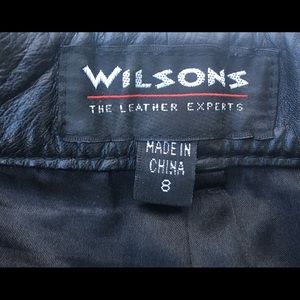 WILSONS
THE LEATHER EXPERTS
MADE IN
CHINA
8